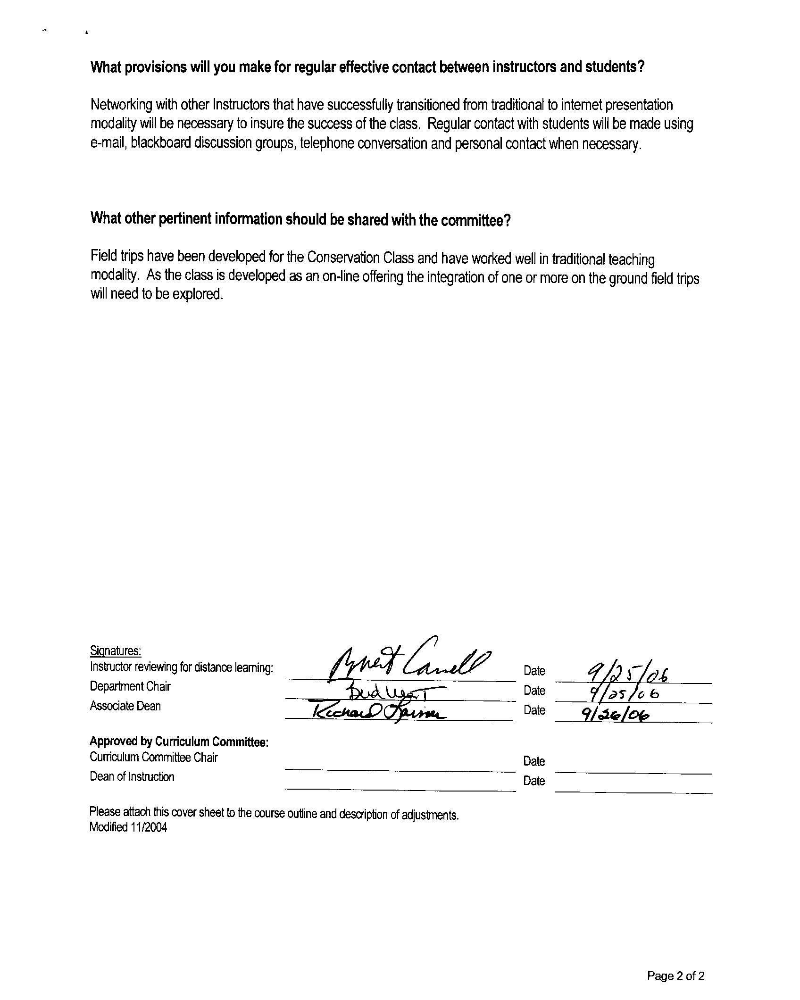 What provisions will you make for regular effective contact between instructors and students?
Networking with other Instructors that have successfully transitioned from traditional to internet presentation
modality will be necessary to insure the success of the class. Regular contact with students will be made using
e-mail, blackboard discussion groups, telephone conversation and personal contact when necessary.
What other pertinent information should be shared with the committee?
Field trips have been developed for the Conservation Class and have worked well in traditional teaching
modality. As the class is developed as an on-line offering the integration of one or more on the ground field trips
will need to be explored.
Signatures:
Instructor reviewing for distance learning: Date 9/25/06
Department Chair Bud West Date 9/25/06
Associate Dean Richard Date 9/26/06
Approved by Curriculum Committee:
Curriculum Committee Chair Date
Dean of Instruction Date
Please attach this cover sheet to the course outline and description of adjustments.
Modified 11/2004
Page 2 of 2